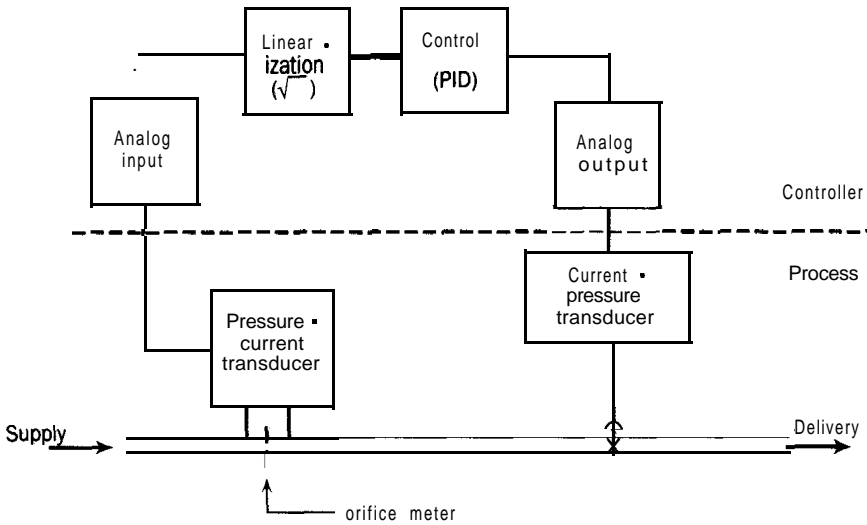 Linear ·
ization
(√‾ )
Control
(PID)
Analog
input
Analog
output
Controller
Process
Current ·
pressure
transducer
Pressure ·
current
transducer
Supply
Delivery
orifice meter